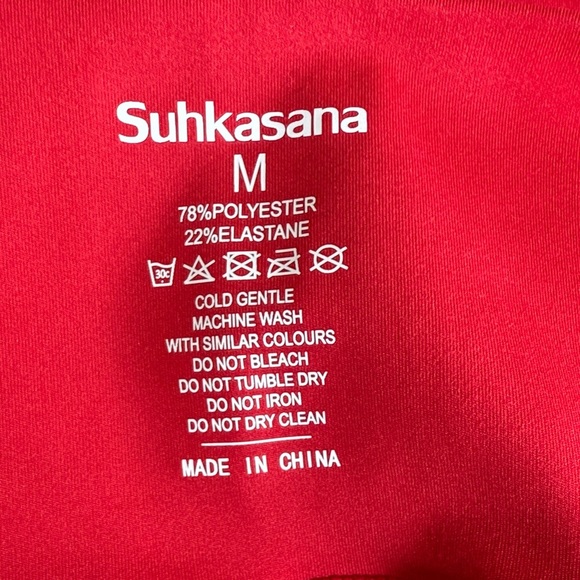 Suhkasana
M
78%POLYESTER
22%ELASTANE
30c
COLD GENTLE
MACHINE WASH
WITH SIMILAR COLOURS
DO NOT BLEACH
DO NOT TUMBLE DRY
DO NOT IRON
DO NOT DRY CLEAN
MADE IN CHINA